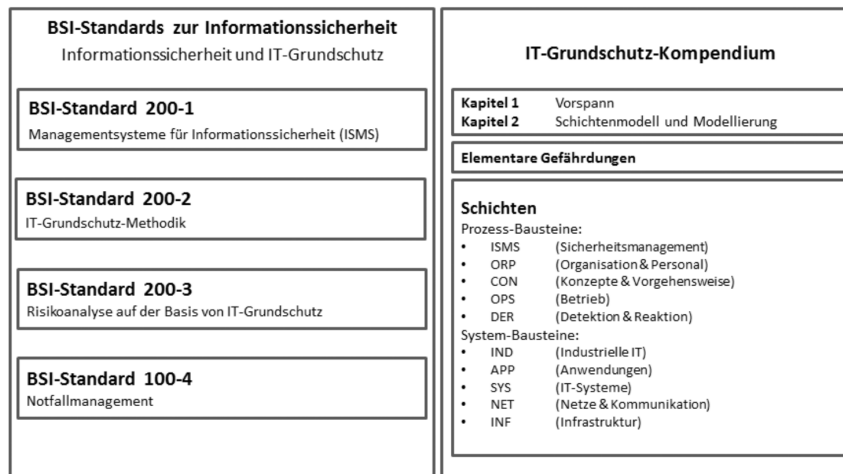 BSI-Standards zur Informationssicherheit
Informationssicherheit und IT-Grundschutz
BSI-Standard 200-1
Managementsysteme für Informationssicherheit (ISMS)
BSI-Standard 200-2
IT-Grundschutz-Methodik
BSI-Standard 200-3
Risikoanalyse auf der Basis von IT-Grundschutz
BSI-Standard 100-4
Notfallmanagement
IT-Grundschutz-Kompendium
Kapitel 1 Vorspann
Kapitel 2 Schichtenmodell und Modellierung
Elementare Gefährdungen
Schichten
Prozess-Bausteine:
• ISMS (Sicherheitsmanagement)
• ORP (Organisation & Personal)
• CON (Konzepte & Vorgehensweise)
• OPS (Betrieb)
• DER (Detektion & Reaktion)
System-Bausteine:
• IND (Industrielle IT)
• APP (Anwendungen)
• SYS (IT-Systeme)
• NET (Netze & Kommunikation)
• INF (Infrastruktur)